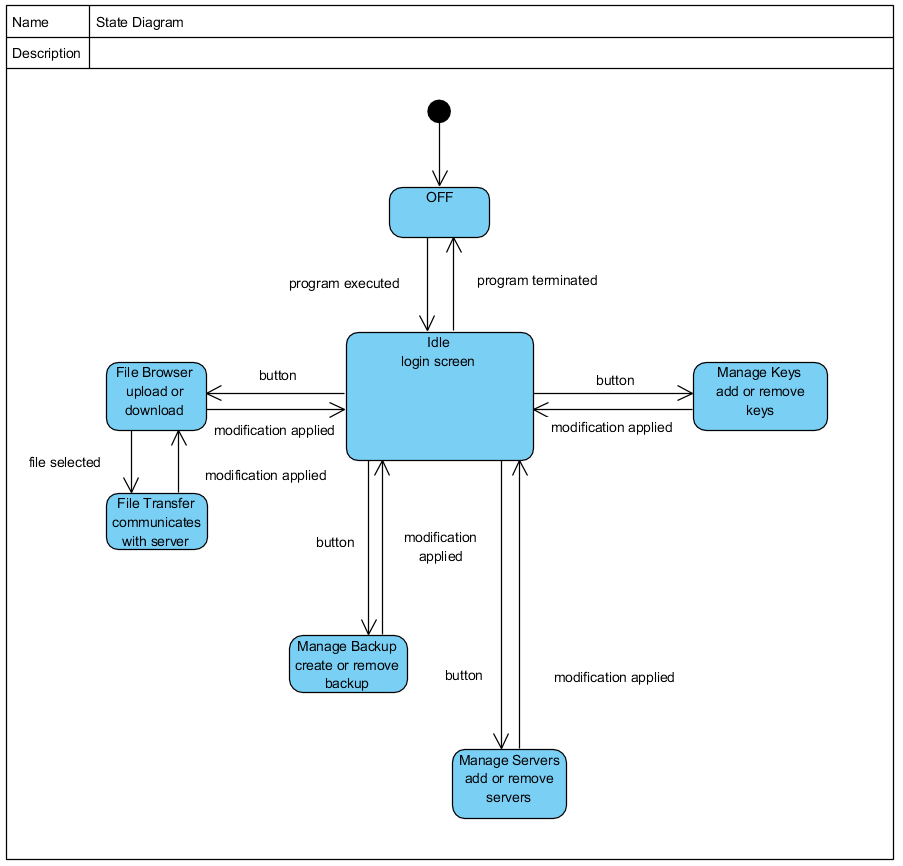 Name
State Diagram
Description
OFF
program executed
program terminated
Idle
login screen
File Browser
upload or
download
button
modification applied
button
modification applied
Manage Keys
add or remove
keys
file selected
modification applied
File Transfer
communicates
with server
button
modification
applied
Manage Backup
create or remove
backup
button
modification applied
Manage Servers
add or remove
servers